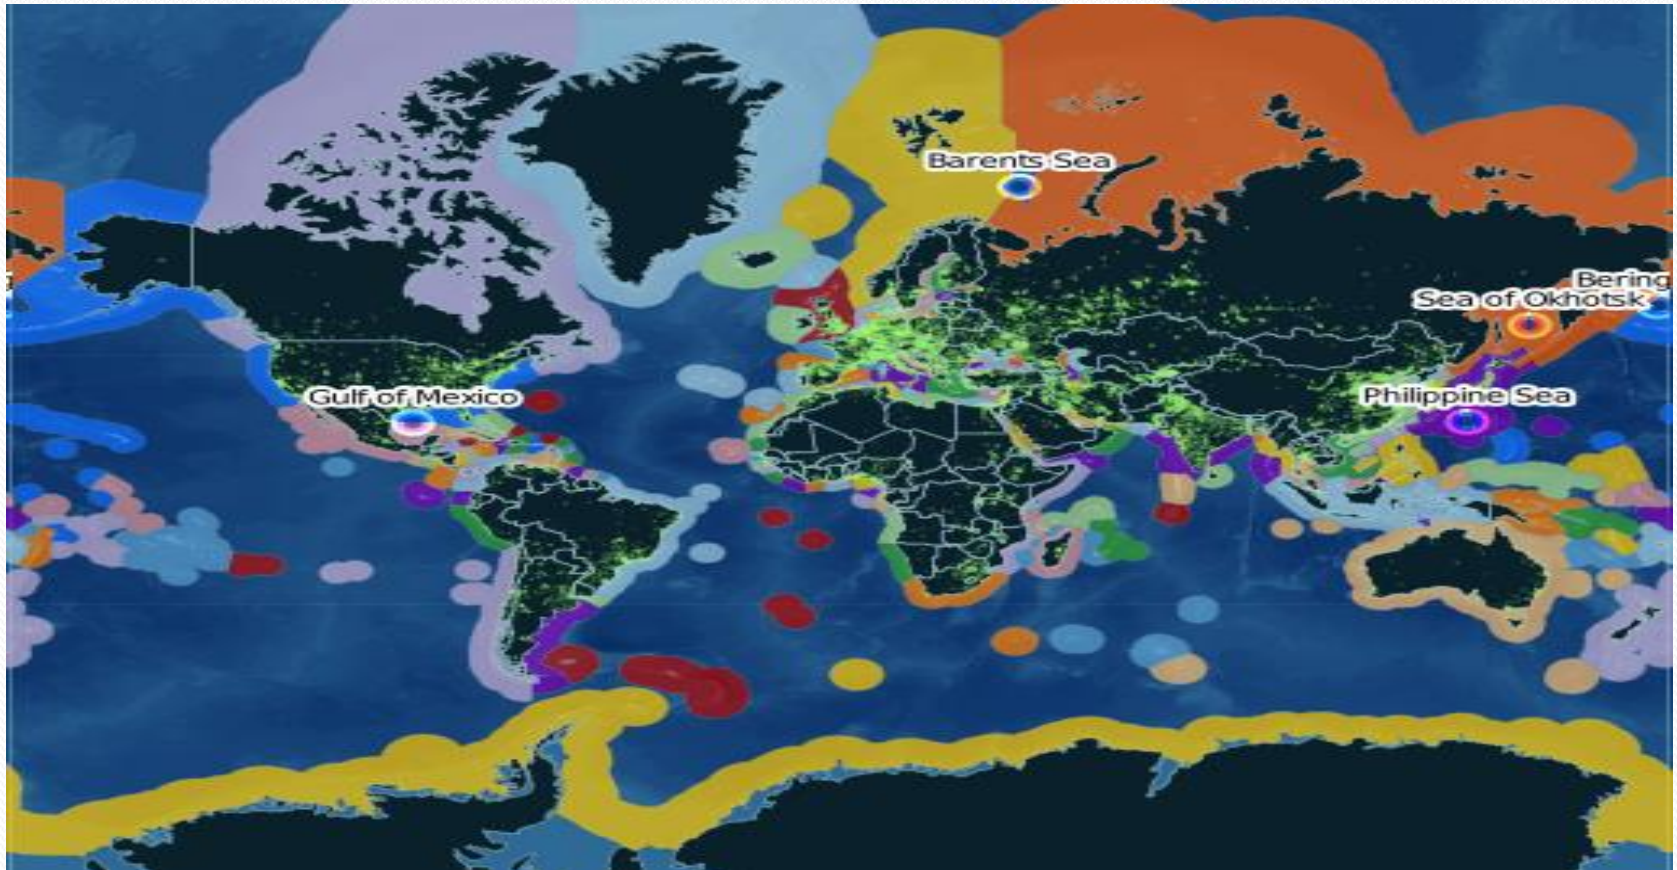 Barents Sea
Bering
Sea of Okhotsk
Gulf of Mexico
Philippine Sea